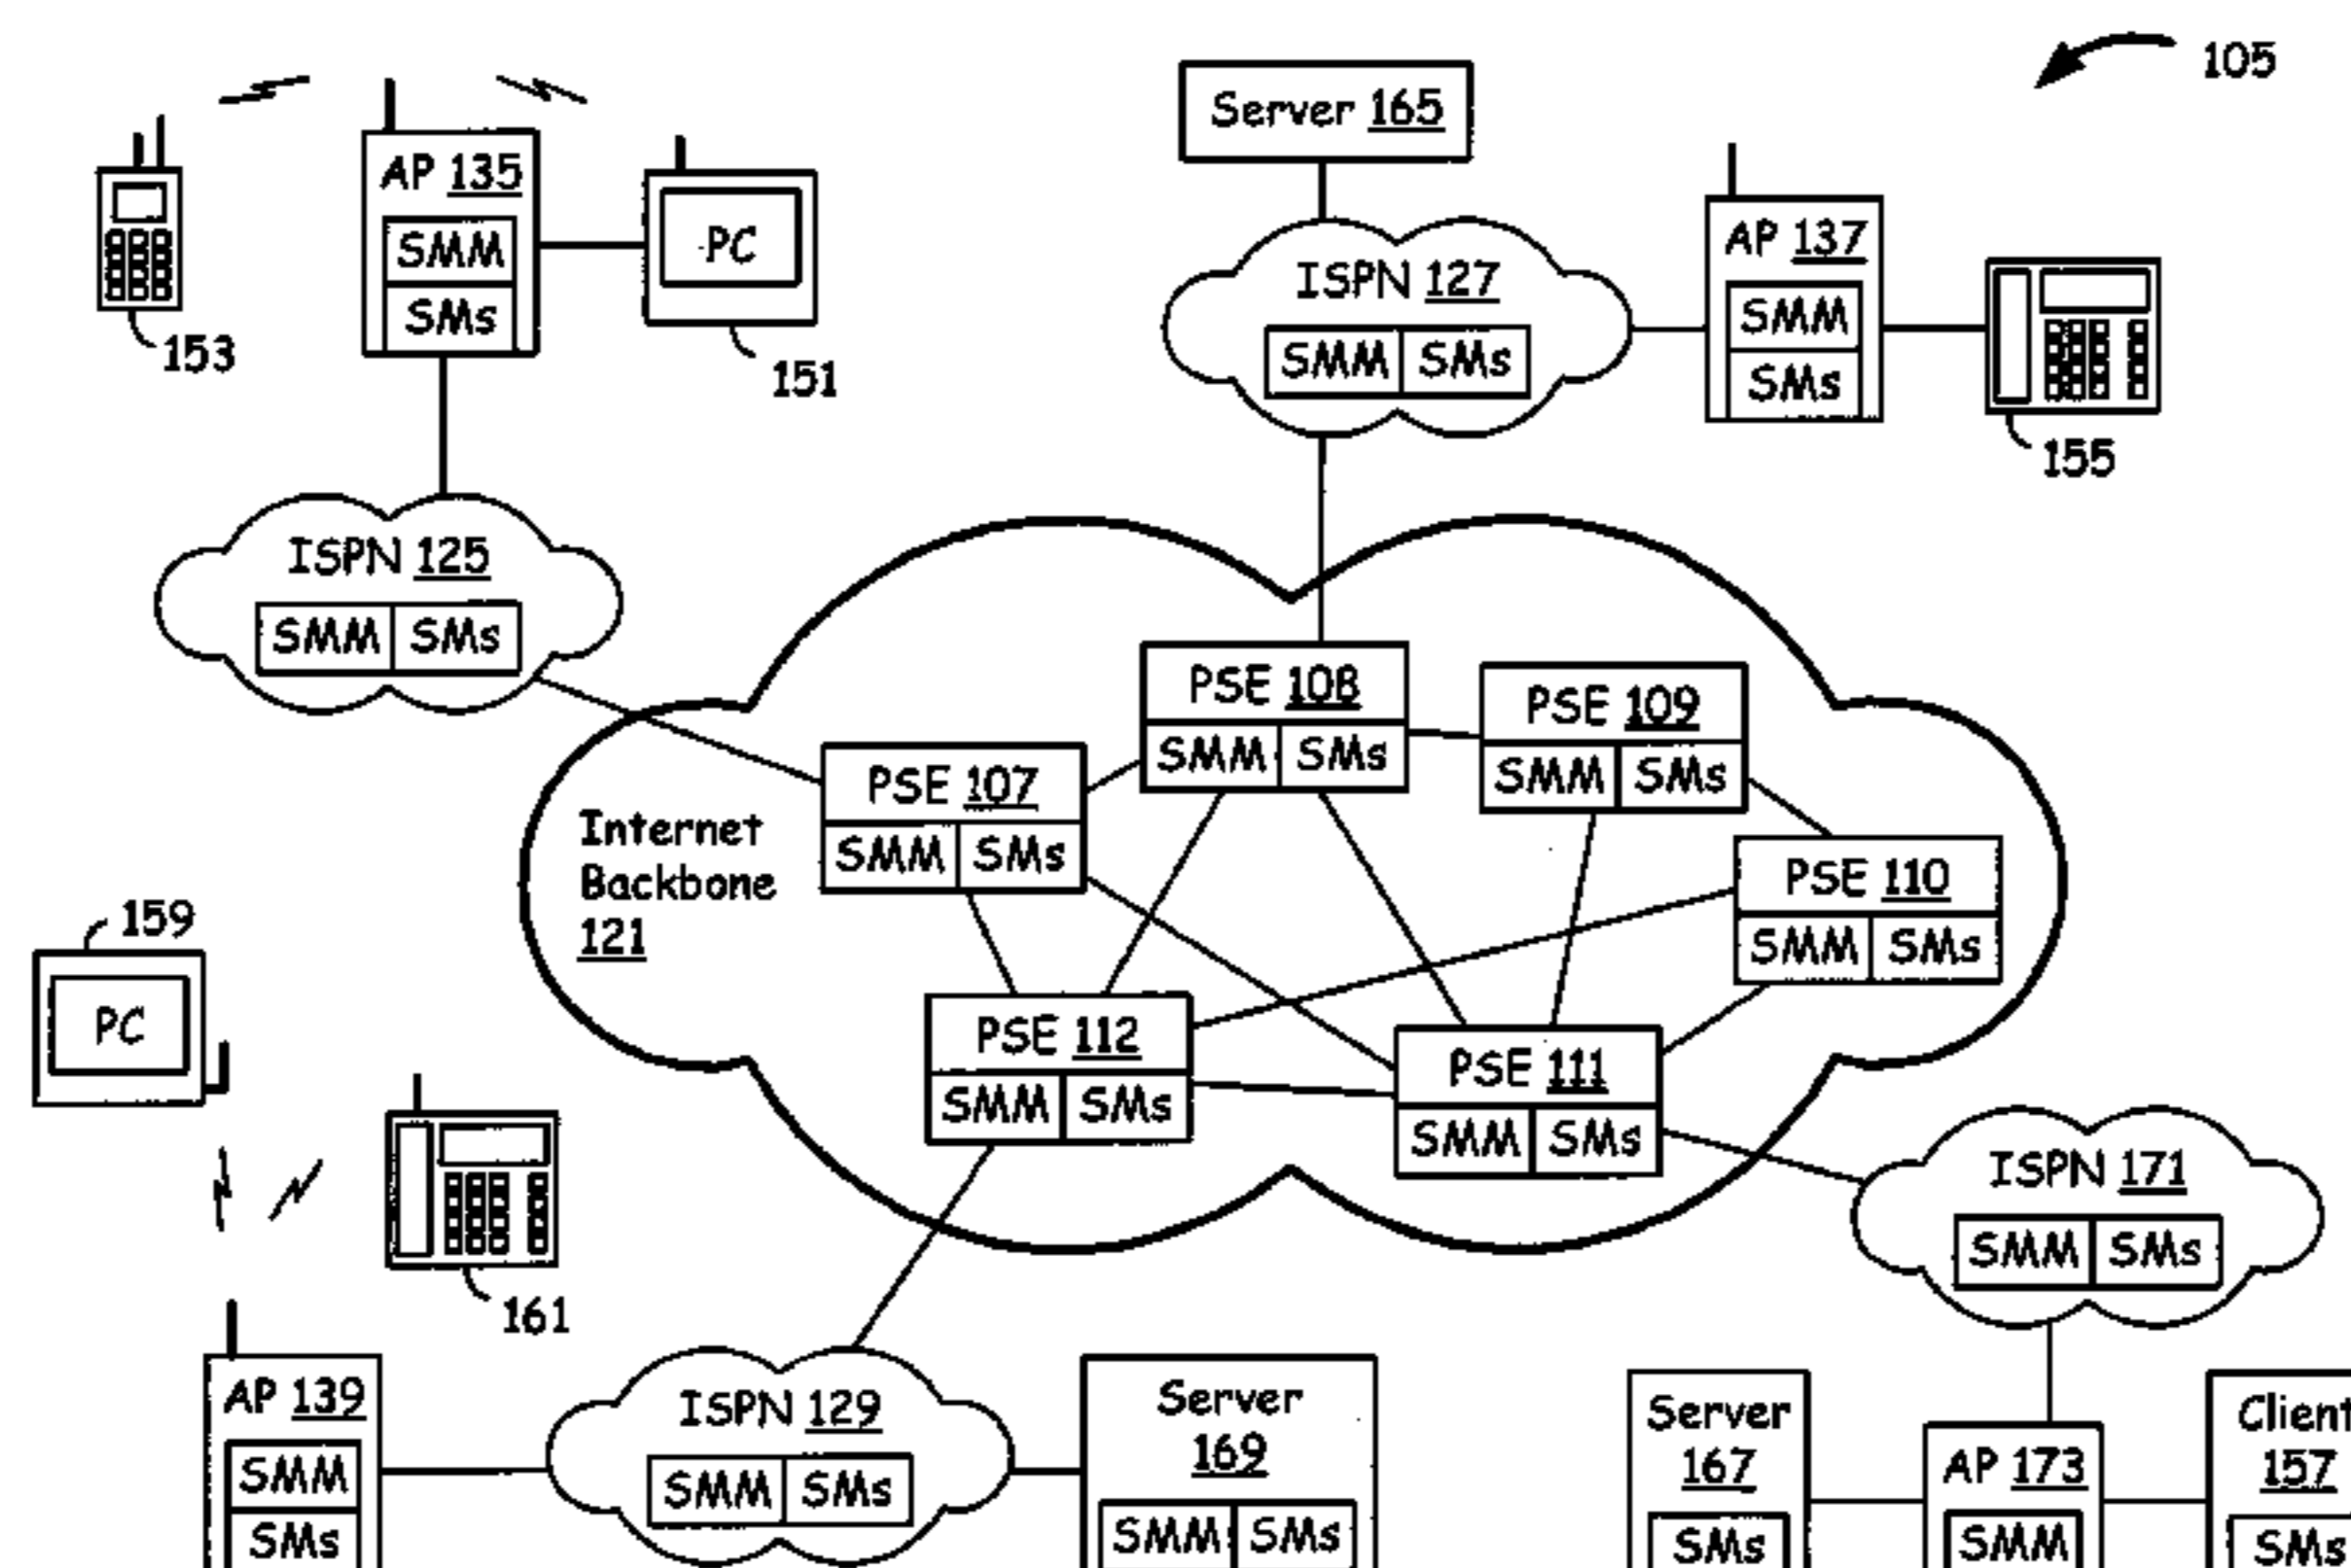 105
Server 165
AP 135
SMM
SMs
PC
153
151
ISPN 127
SMM SMs
AP 137
SMM
SMs
155
ISPN 125
SMM SMs
PSE 108
SMM SMs
PSE 109
SMM SMs
PSE 107
SMM SMs
Internet
Backbone
121
PSE 110
SMM SMs
159
PC
PSE 112
SMM SMs
PSE 111
SMM SMs
161
ISPN 171
SMM SMs
AP 139
SMM
SMs
ISPN 129
SMM SMs
Server
169
SMM SMs
Server
167
SMs
AP 173
SMM
Client
157
SMs